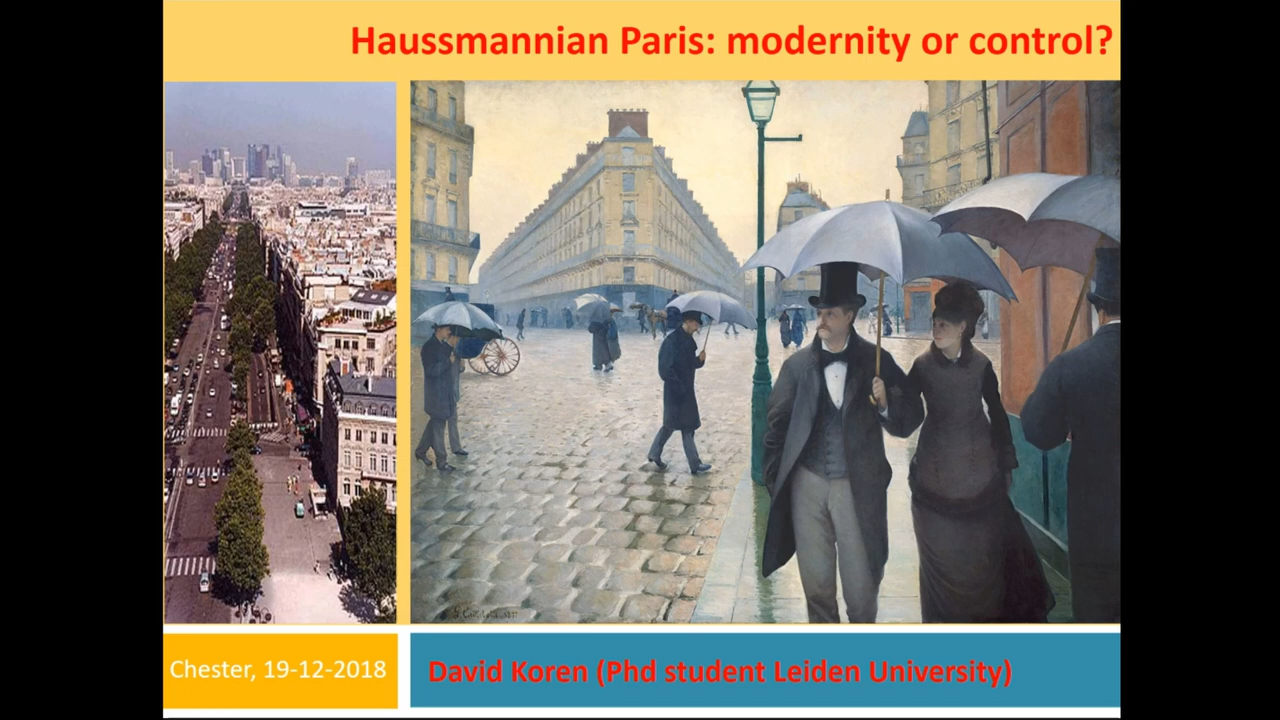 Haussmannian Paris: modernity or control?
Chester, 19-12-2018
David Koren (Phd student Leiden University)